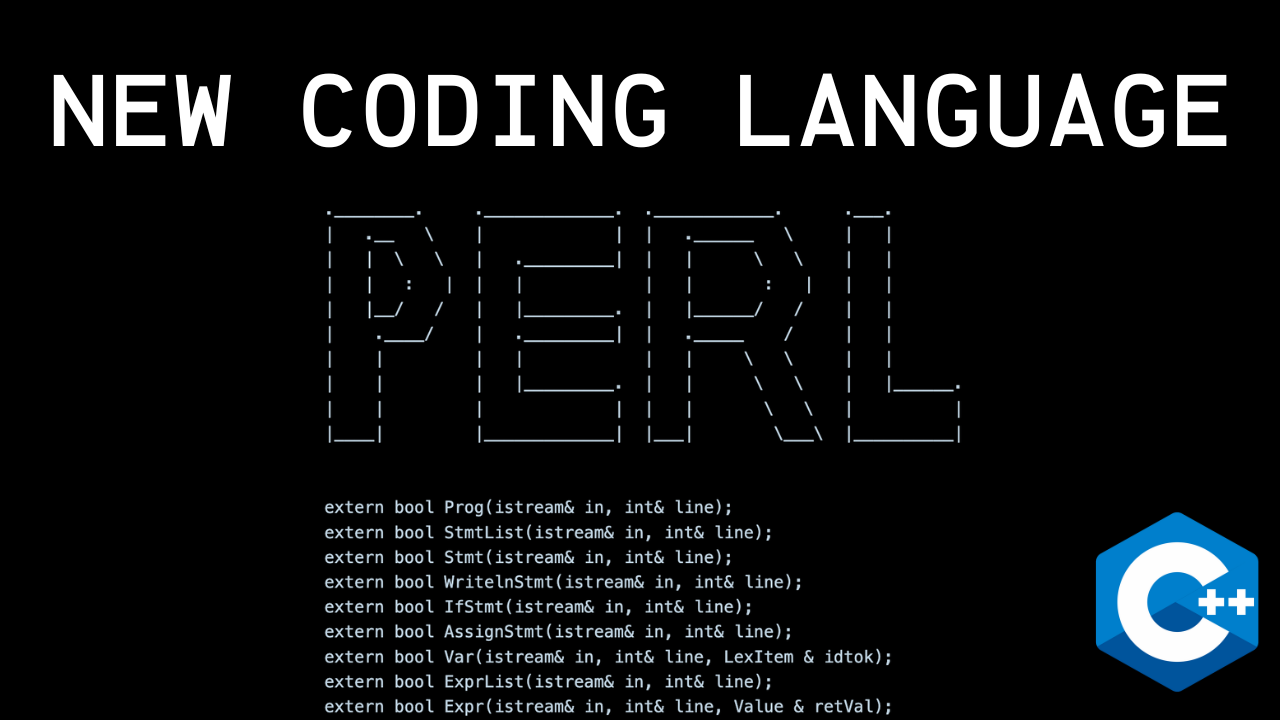 NEW CODING LANGUAGE
PERL
extern bool Prog(istream& in, int& line);
extern bool StmtList(istream& in, int& line);
extern bool Stmt(istream& in, int& line);
extern bool WritelnStmt(istream& in, int& line);
extern bool IfStmt(istream& in, int& line);
extern bool AssignStmt(istream& in, int& line);
extern bool Var(istream& in, int& line, LexItem & idtok);
extern bool ExprList(istream& in, int& line);
extern bool Expr(istream& in, int& line, Value & retVal);
C++